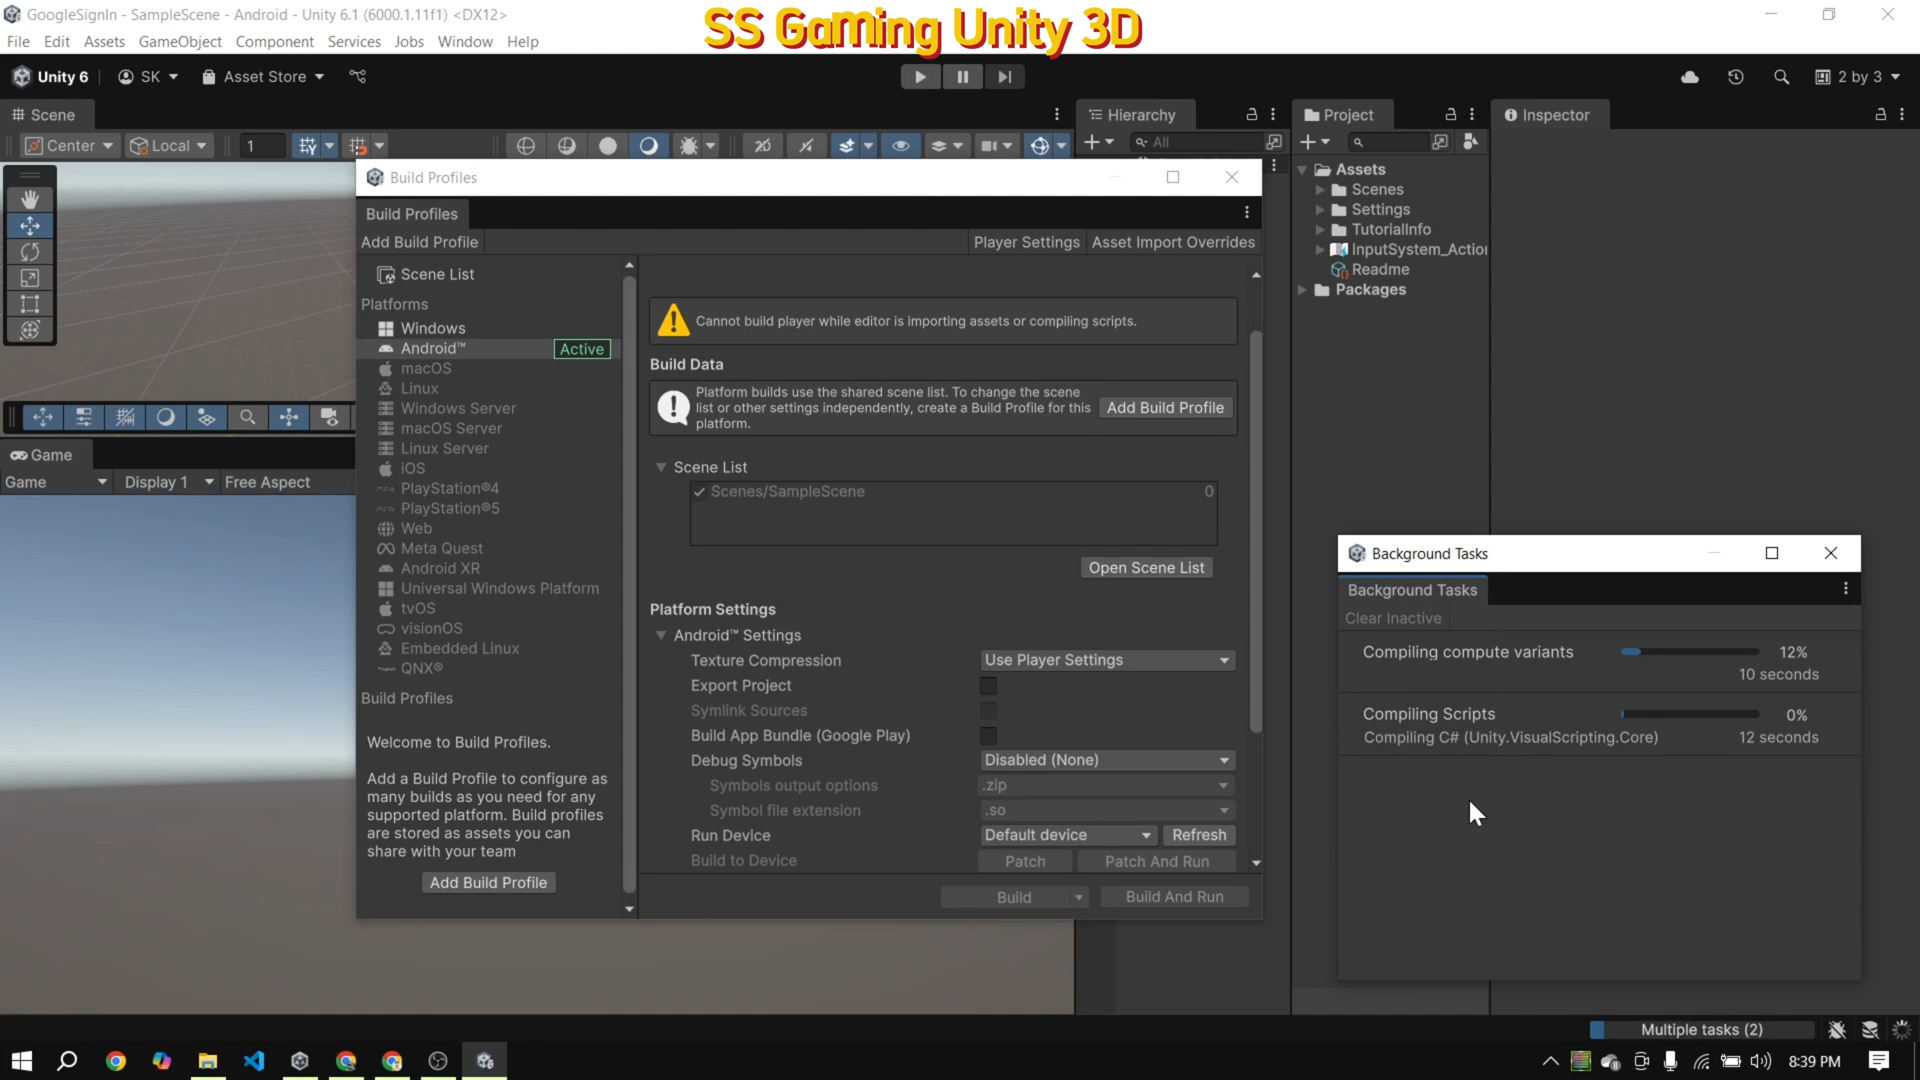 GoogleSignIn - SampleScene - Android - Unity 6.1 (6000.1.11f1) <DX12>
SS Gaming Unity 3D
File Edit Assets GameObject Component Services Jobs Window Help
Unity 6 SK Asset Store 2 by 3
Scene
Center Local 1
Hierarchy
All
Project
Inspector
Assets
Scenes
Settings
TutorialInfo
InputSystem_Action
Readme
Packages
Build Profiles
Build Profiles
Add Build Profile Player Settings Asset Import Overrides
Scene List
Platforms
Windows
Android™ Active
macOS
Linux
Windows Server
macOS Server
Linux Server
iOS
PlayStation®4
PlayStation®5
Web
Meta Quest
Android XR
Universal Windows Platform
tvOS
visionOS
Embedded Linux
QNX®
Build Profiles
Welcome to Build Profiles.
Add a Build Profile to configure as
many builds as you need for any
supported platform. Build profiles
are stored as assets you can
share with your team
Add Build Profile
Cannot build player while editor is importing assets or compiling scripts.
Build Data
Platform builds use the shared scene list. To change the scene
list or other settings independently, create a Build Profile for this
platform.
Add Build Profile
Scene List
Scenes/SampleScene 0
Open Scene List
Platform Settings
Android™ Settings
Texture Compression Use Player Settings
Export Project
Symlink Sources
Build App Bundle (Google Play)
Debug Symbols Disabled (None)
Symbols output options .zip
Symbol file extension .so
Run Device Default device Refresh
Build to Device Patch Patch And Run
Build Build And Run
Game
Game Display 1 Free Aspect
Background Tasks
Background Tasks
Clear Inactive
Compiling compute variants 12%
10 seconds
Compiling Scripts 0%
Compiling C# (Unity.VisualScripting.Core) 12 seconds
Multiple tasks (2)
8:39 PM